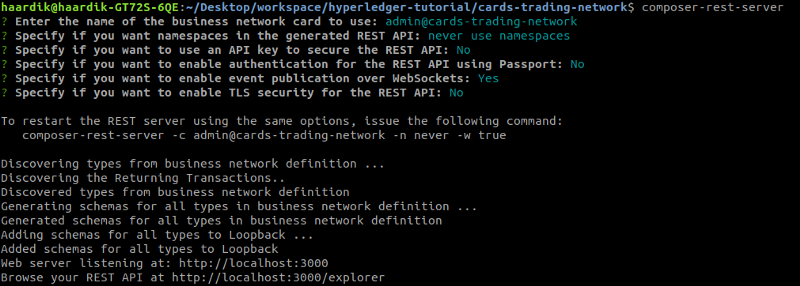 haardik@haardik-GT72S-6QE:~/Desktop/workspace/hyperledger-tutorial/cards-trading-network$ composer-rest-server
? Enter the name of the business network card to use: admin@cards-trading-network
? Specify if you want namespaces in the generated REST API: never use namespaces
? Specify if you want to use an API key to secure the REST API: No
? Specify if you want to enable authentication for the REST API using Passport: No
? Specify if you want to enable event publication over WebSockets: Yes
? Specify if you want to enable TLS security for the REST API: No
To restart the REST server using the same options, issue the following command:
composer-rest-server -c admin@cards-trading-network -n never -w true
Discovering types from business network definition ...
Discovering the Returning Transactions..
Discovered types from business network definition
Generating schemas for all types in business network definition ...
Generated schemas for all types in business network definition
Adding schemas for all types to Loopback ...
Added schemas for all types to Loopback
Web server listening at: http://localhost:3000
Browse your REST API at http://localhost:3000/explorer